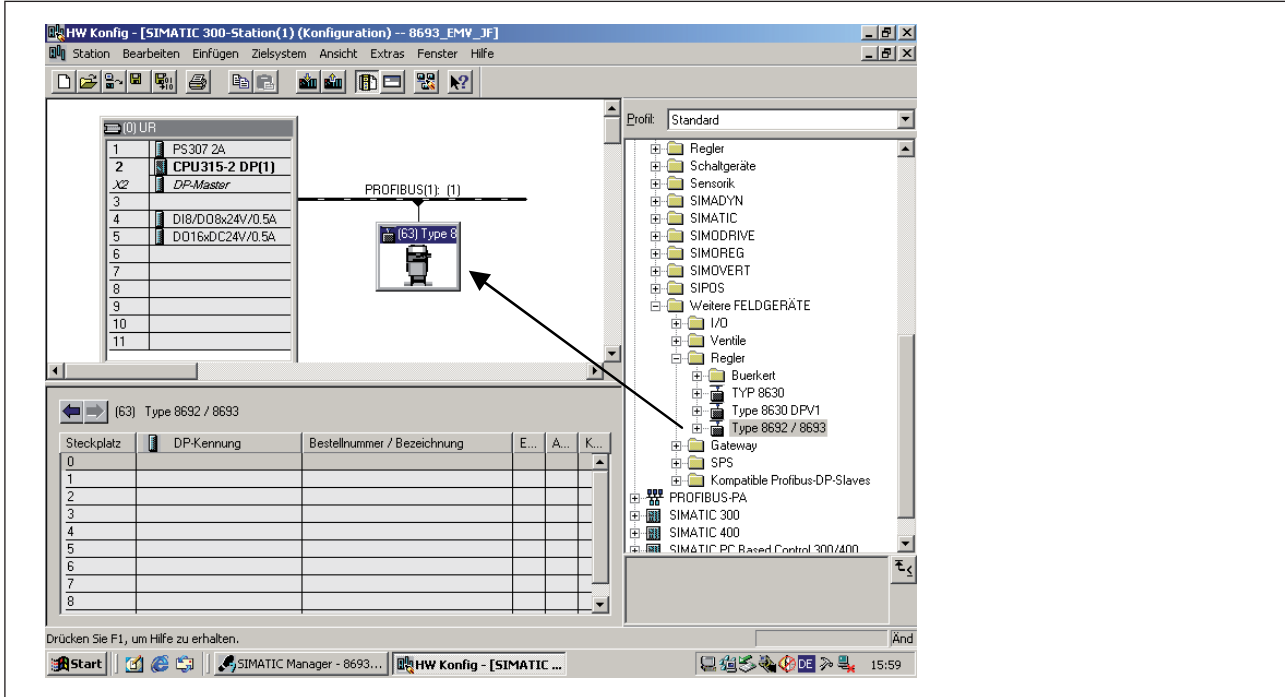 HW Konfig - [SIMATIC 300-Station(1) (Konfiguration) -- 8693_EMV_JF]
Station Bearbeiten Einfügen Zielsystem Ansicht Extras Fenster Hilfe
(0) UR
1 PS307 2A
2 CPU315-2 DP(1)
X2 DP-Master
3
4 DI8/DO8x24V/0.5A
5 DO16xDC24V/0.5A
6
7
8
9
10
11
PROFIBUS(1): (1)
(63) Type 8
Profil: Standard
Regler
Schaltgeräte
Sensorik
SIMADYN
SIMATIC
SIMODRIVE
SIMOREG
SIMOVERT
SIPOS
Weitere FELDGERÄTE
I/O
Ventile
Regler
Buerkert
TYP 8630
Type 8630 DPV1
Type 8692 / 8693
Gateway
SPS
Kompatible Profibus-DP-Slaves
PROFIBUS-PA
SIMATIC 300
SIMATIC 400
SIMATIC PC Based Control 300/400
(63) Type 8692 / 8693
Steckplatz DP-Kennung Bestellnummer / Bezeichnung E... A... K...
0
1
2
3
4
5
6
7
8
Drücken Sie F1, um Hilfe zu erhalten. Änd
Start SIMATIC Manager - 8693... HW Konfig - [SIMATIC ... DE 15:59